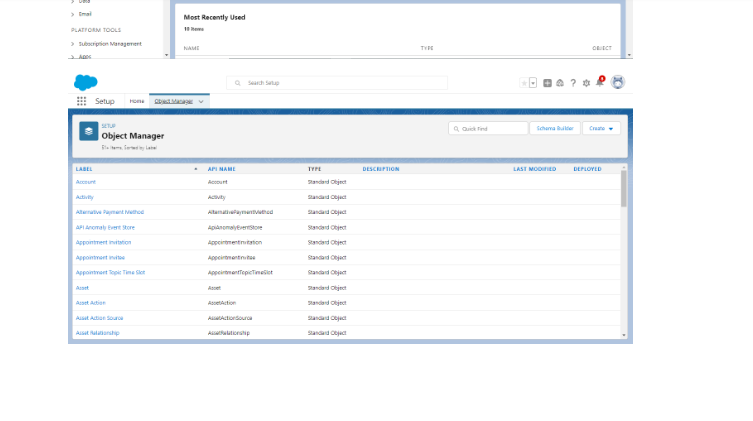 Data
Email
PLATFORM TOOLS
Subscription Management
Apps
Most Recently Used
10 items
NAME TYPE OBJECT
Search Setup
Setup Home Object Manager
SETUP
Object Manager
51+ Items, Sorted by Label
Quick Find
Schema Builder
Create
LABEL API NAME TYPE DESCRIPTION LAST MODIFIED DEPLOYED
Account Account Standard Object
Activity Activity Standard Object
Alternative Payment Method AlternativePaymentMethod Standard Object
API Anomaly Event Store ApiAnomalyEventStore Standard Object
Appointment Invitation AppointmentInvitation Standard Object
Appointment Invitee AppointmentInvitee Standard Object
Appointment Topic Time Slot AppointmentTopicTimeSlot Standard Object
Asset Asset Standard Object
Asset Action AssetAction Standard Object
Asset Action Source AssetActionSource Standard Object
Asset Relationship AssetRelationship Standard Object